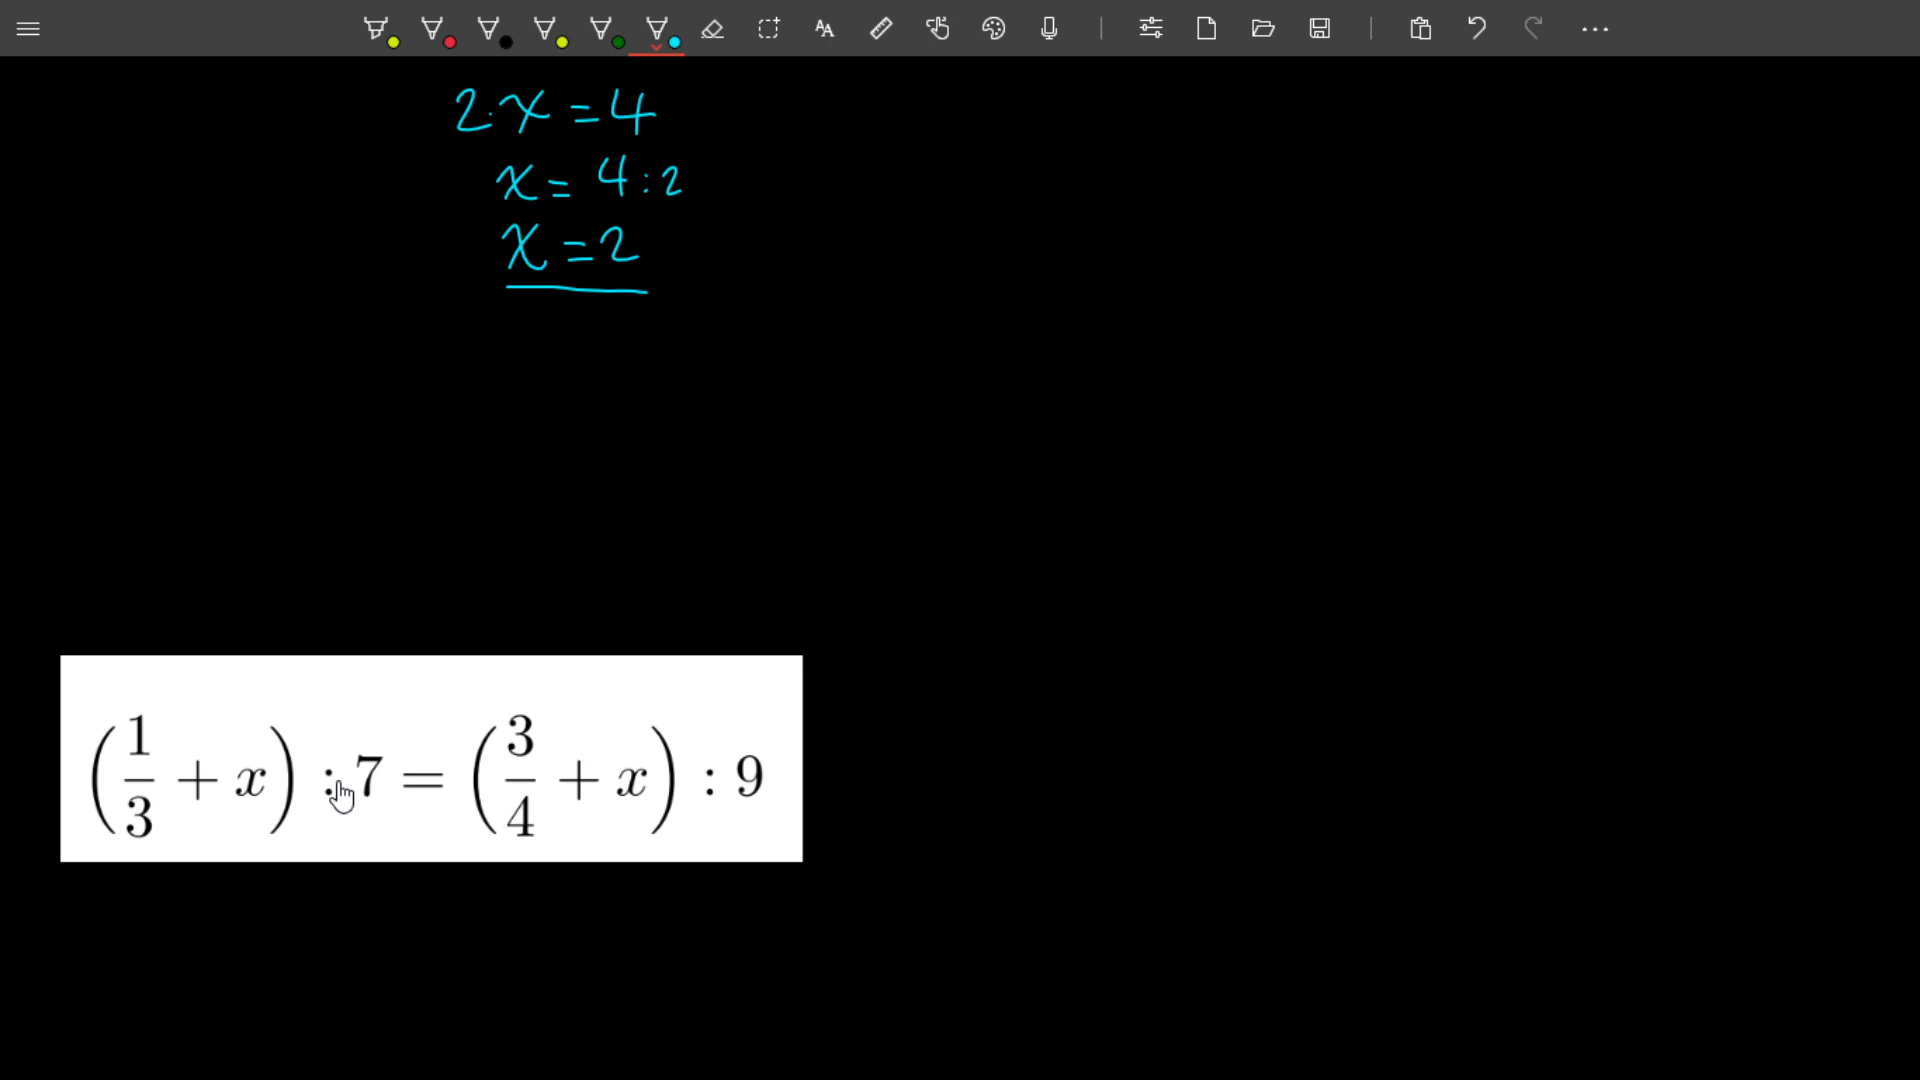 2·x = 4
x = 4 : 2
x = 2
(1/3 + x) : 7 = (3/4 + x) : 9